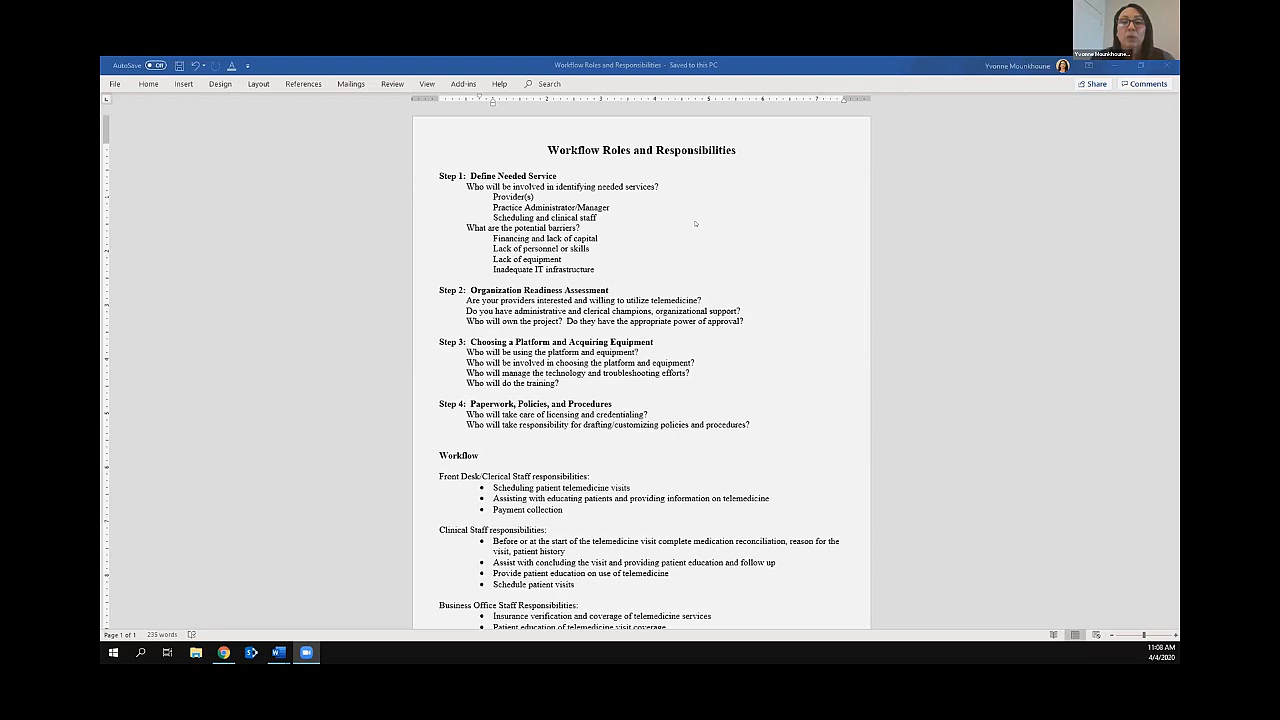 Yvonne Mounkhoune...
AutoSave Off
Workflow Roles and Responsibilities - Saved to this PC
Yvonne Mounkhoune
File Home Insert Design Layout References Mailings Review View Add-ins Help Search
Share Comments
Workflow Roles and Responsibilities
Step 1: Define Needed Service
Who will be involved in identifying needed services?
Provider(s)
Practice Administrator/Manager
Scheduling and clinical staff
What are the potential barriers?
Financing and lack of capital
Lack of personnel or skills
Lack of equipment
Inadequate IT infrastructure
Step 2: Organization Readiness Assessment
Are your providers interested and willing to utilize telemedicine?
Do you have administrative and clerical champions, organizational support?
Who will own the project? Do they have the appropriate power of approval?
Step 3: Choosing a Platform and Acquiring Equipment
Who will be using the platform and equipment?
Who will be involved in choosing the platform and equipment?
Who will manage the technology and troubleshooting efforts?
Who will do the training?
Step 4: Paperwork, Policies, and Procedures
Who will take care of licensing and credentialing?
Who will take responsibility for drafting/customizing policies and procedures?
Workflow
Front Desk/Clerical Staff responsibilities:
• Scheduling patient telemedicine visits
• Assisting with educating patients and providing information on telemedicine
• Payment collection
Clinical Staff responsibilities:
• Before or at the start of the telemedicine visit complete medication reconciliation, reason for the
visit, patient history
• Assist with concluding the visit and providing patient education and follow up
• Provide patient education on use of telemedicine
• Schedule patient visits
Business Office Staff Responsibilities:
• Insurance verification and coverage of telemedicine services
• Patient education of telemedicine visit coverage
Page 1 of 1 235 words
11:08 AM
4/4/2020